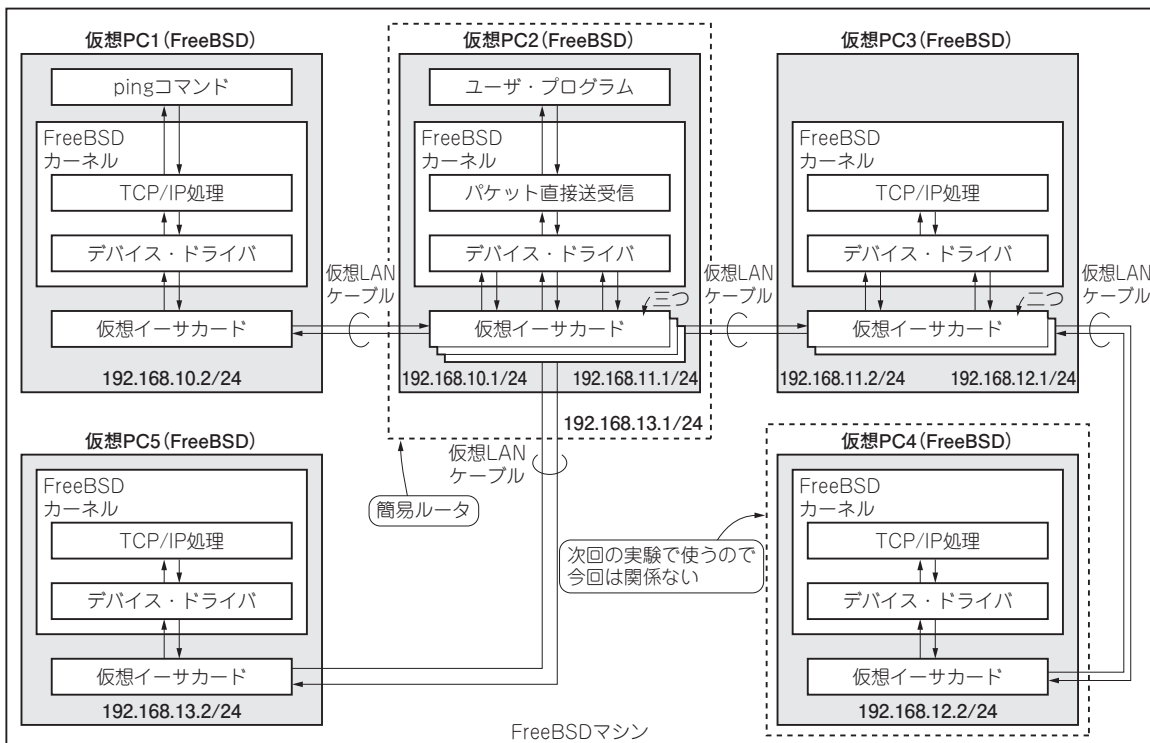 仮想PC1(FreeBSD)
pingコマンド
FreeBSD
カーネル
TCP/IP処理
デバイス・ドライバ
仮想イーサカード
192.168.10.2/24
仮想LAN
ケーブル
仮想PC2(FreeBSD)
ユーザ・プログラム
FreeBSD
カーネル
パケット直接送受信
デバイス・ドライバ
三つ
仮想イーサカード
192.168.10.1/24
192.168.11.1/24
192.168.13.1/24
仮想LAN
ケーブル
仮想PC3(FreeBSD)
FreeBSD
カーネル
TCP/IP処理
デバイス・ドライバ
二つ
仮想イーサカード
192.168.11.2/24
192.168.12.1/24
仮想LAN
ケーブル
仮想PC5(FreeBSD)
FreeBSD
カーネル
TCP/IP処理
デバイス・ドライバ
仮想イーサカード
192.168.13.2/24
仮想LAN
ケーブル
簡易ルータ
次回の実験で使うので
今回は関係ない
仮想PC4(FreeBSD)
FreeBSD
カーネル
TCP/IP処理
デバイス・ドライバ
仮想イーサカード
192.168.12.2/24
FreeBSDマシン